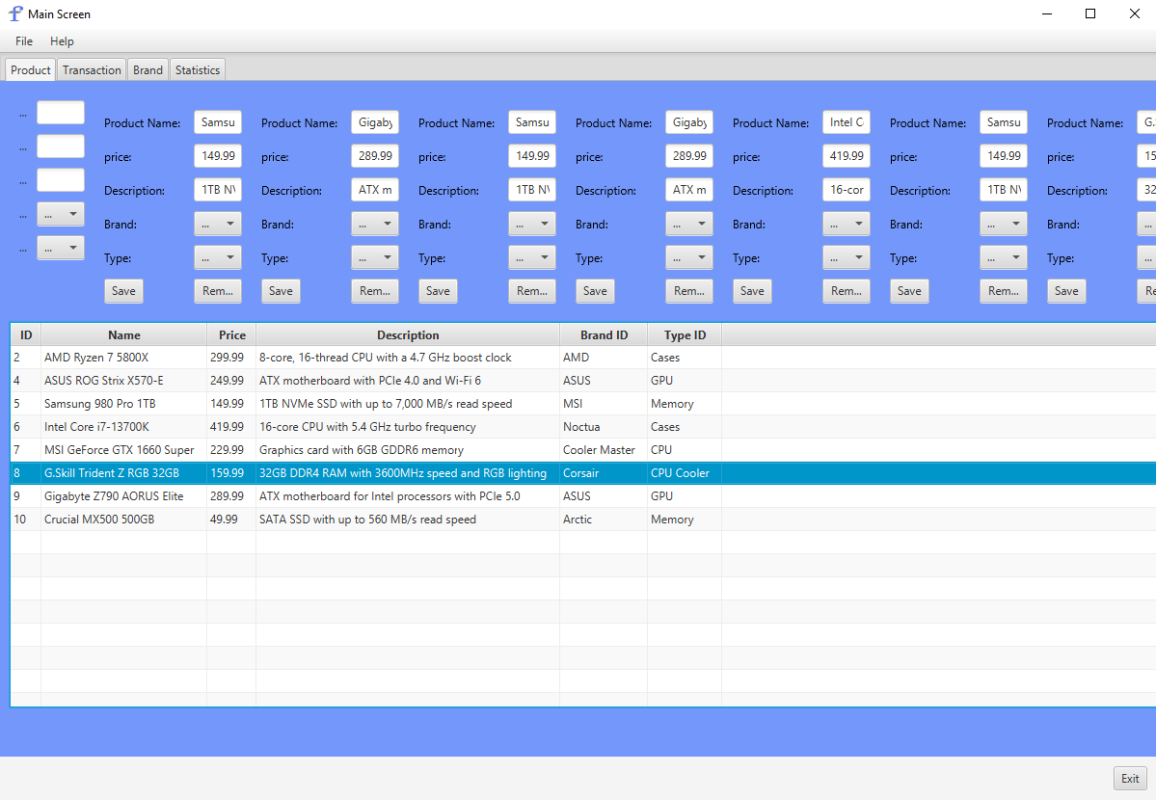 Main Screen
File Help
Product Transaction Brand Statistics
...
Product Name: Samsu Product Name: Gigaby Product Name: Samsu Product Name: Gigaby Product Name: Intel C Product Name: Samsu Product Name: G.S
... price: 149.99 price: 289.99 price: 149.99 price: 289.99 price: 419.99 price: 149.99 price: 15
... Description: 1TB NV Description: ATX m Description: 1TB NV Description: ATX m Description: 16-cor Description: 1TB NV Description: 32
... ... Brand: ... Brand: ... Brand: ... Brand: ... Brand: ... Brand: ... Brand: ...
... ... Type: ... Type: ... Type: ... Type: ... Type: ... Type: ... Type: ...
Save Rem... Save Rem... Save Rem... Save Rem... Save Rem... Save Rem... Save Re
ID Name Price Description Brand ID Type ID
2 AMD Ryzen 7 5800X 299.99 8-core, 16-thread CPU with a 4.7 GHz boost clock AMD Cases
4 ASUS ROG Strix X570-E 249.99 ATX motherboard with PCIe 4.0 and Wi-Fi 6 ASUS GPU
5 Samsung 980 Pro 1TB 149.99 1TB NVMe SSD with up to 7,000 MB/s read speed MSI Memory
6 Intel Core i7-13700K 419.99 16-core CPU with 5.4 GHz turbo frequency Noctua Cases
7 MSI GeForce GTX 1660 Super 229.99 Graphics card with 6GB GDDR6 memory Cooler Master CPU
8 G.Skill Trident Z RGB 32GB 159.99 32GB DDR4 RAM with 3600MHz speed and RGB lighting Corsair CPU Cooler
9 Gigabyte Z790 AORUS Elite 289.99 ATX motherboard for Intel processors with PCIe 5.0 ASUS GPU
10 Crucial MX500 500GB 49.99 SATA SSD with up to 560 MB/s read speed Arctic Memory
Exit